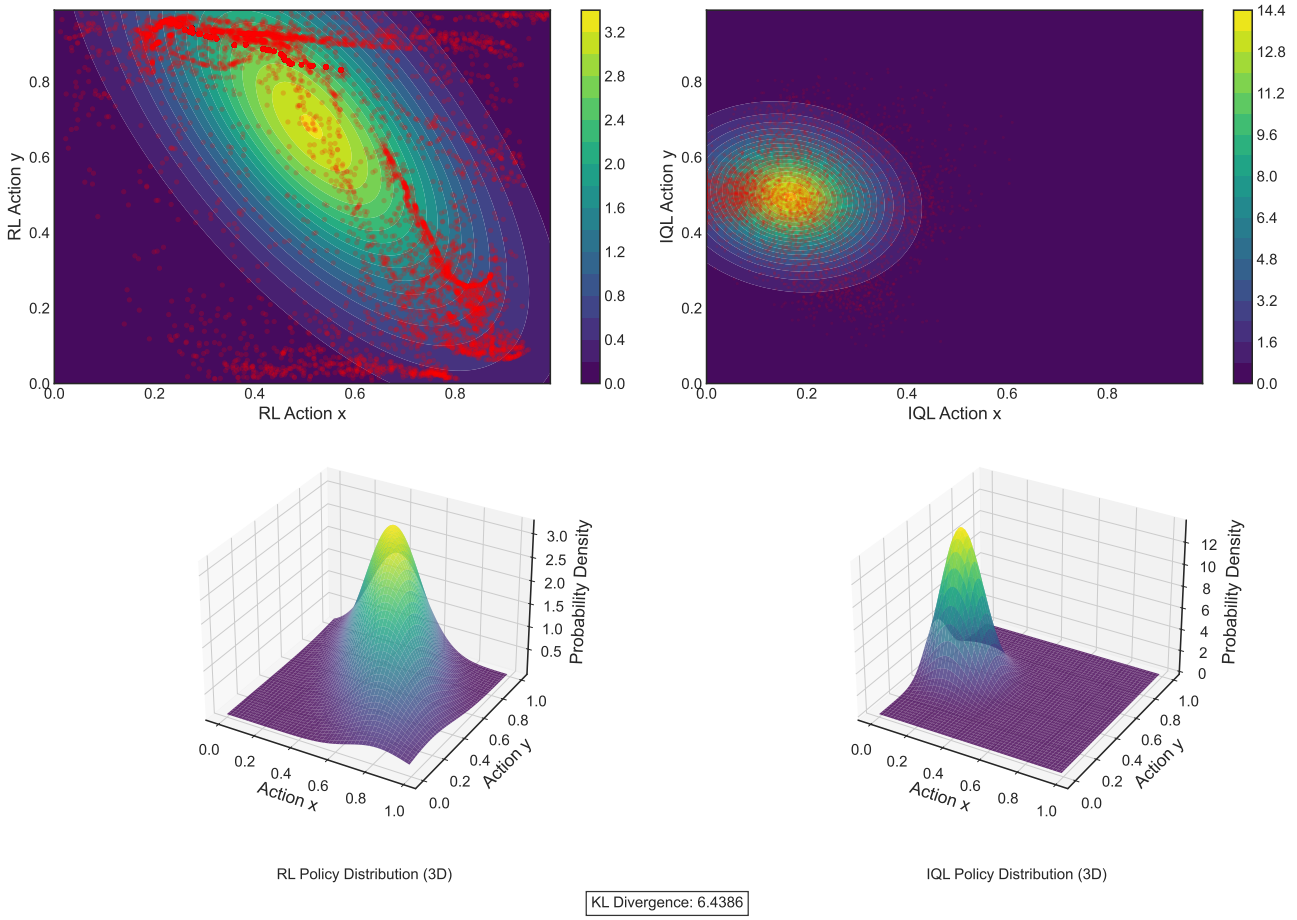 RL Action y
0.8
0.6
0.4
0.2
0.0
0.0 0.2 0.4 0.6 0.8
RL Action x
3.2
2.8
2.4
2.0
1.6
1.2
0.8
0.4
0.0
IQL Action y
0.8
0.6
0.4
0.2
0.0
0.0 0.2 0.4 0.6 0.8
IQL Action x
14.4
12.8
11.2
9.6
8.0
6.4
4.8
3.2
1.6
0.0
3.0
2.5
2.0
1.5
1.0
0.5
Probability Density
0.0 0.2 0.4 0.6 0.8 1.0
Action x
0.0 0.2 0.4 0.6 0.8 1.0
Action y
RL Policy Distribution (3D)
12
10
8
6
4
2
0
Probability Density
0.0 0.2 0.4 0.6 0.8 1.0
Action x
0.0 0.2 0.4 0.6 0.8 1.0
Action y
IQL Policy Distribution (3D)
KL Divergence: 6.4386